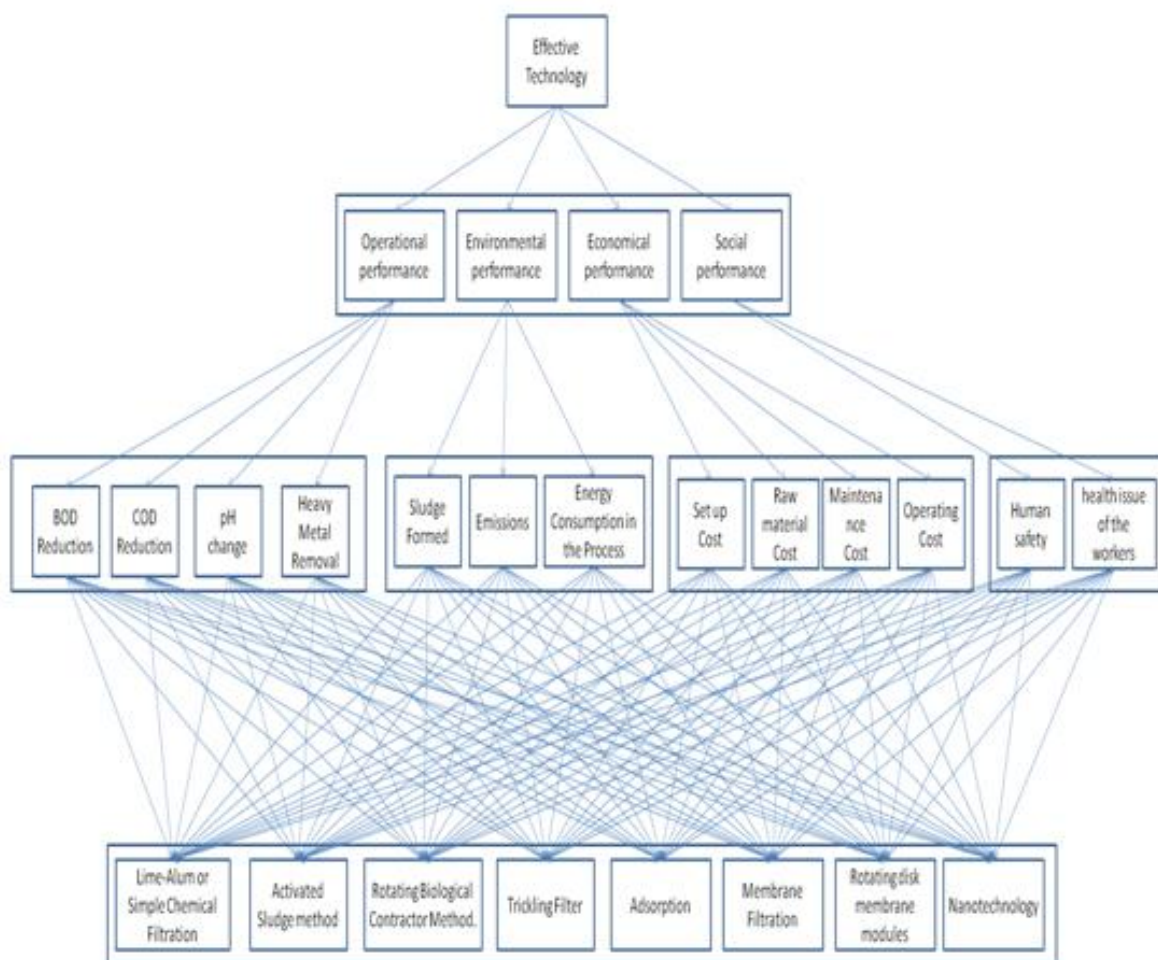 Effective
Technology
Operational
performance
Environmental
performance
Economical
performance
Social
performance
BOD
Reduction
COD
Reduction
pH
change
Heavy
Metal
Removal
Sludge
Formed
Emissions
Energy
Consumption in
the Process
Set up
Cost
Raw
material
Cost
Maintena
nce
Cost
Operating
Cost
Human
safety
health issue
of the
workers
Lime-Alum or
Simple Chemical
Filtration
Activated
Sludge method
Rotating Biological
Contractor Method.
Trickling Filter
Adsorption
Membrane
Filtration
Rotating disk
membrane
modules
Nanotechnology